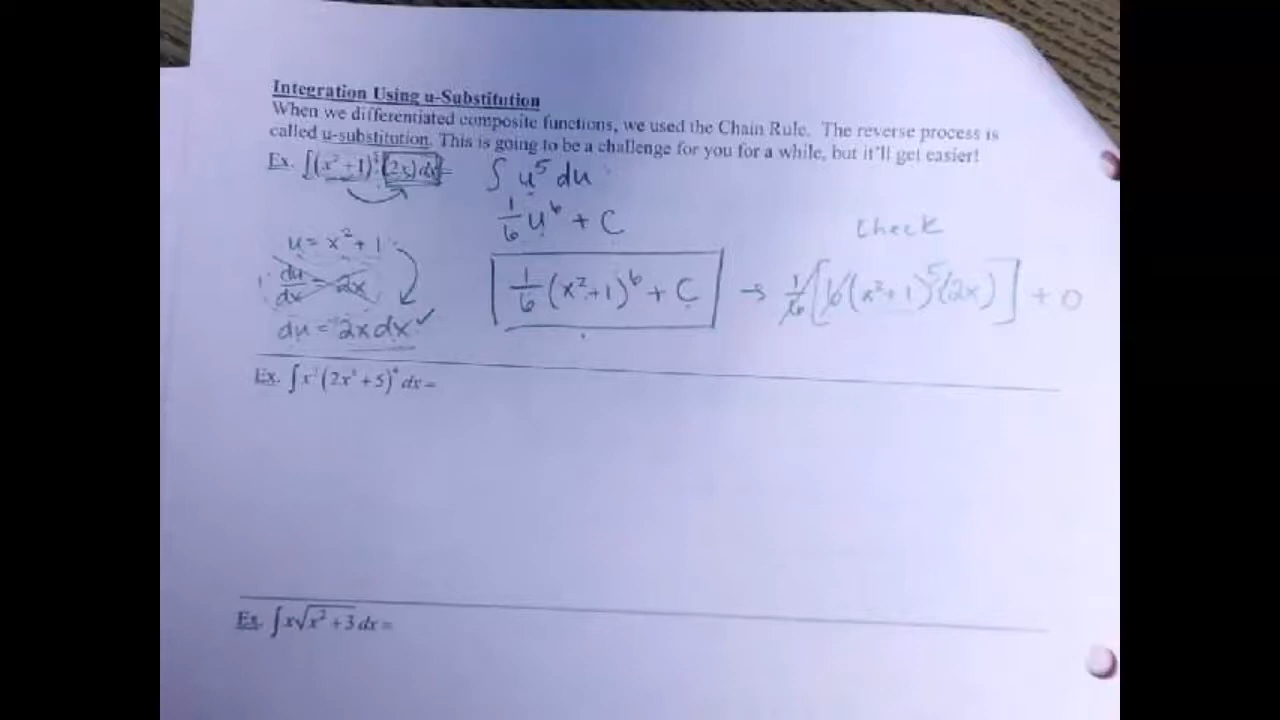 Integration Using u-Substitution
When we differentiated composite functions, we used the Chain Rule. The reverse process is
called u-substitution. This is going to be a challenge for you for a while, but it'll get easier!
Ex. ∫(x²+1)⁵(2x)dx =
∫ u⁵ du
1/6 u⁶ + C
u = x² + 1
du/dx = 2x
du = 2x dx ✓
1/6 (x²+1)⁶ + C → 1/6 [6(x²+1)⁵(2x)] + 0
Check
Ex. ∫ (2x +5) dx =
Ex. ∫x√x²+3 dx =